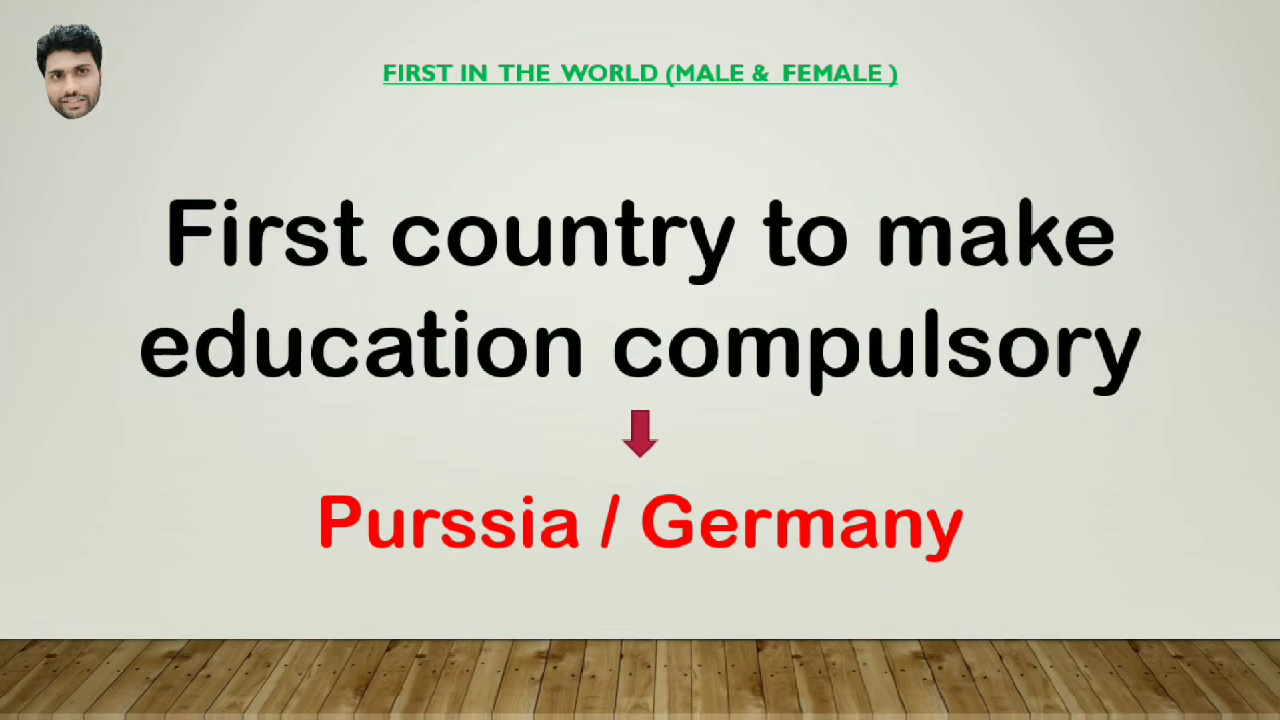 FIRST IN THE WORLD (MALE & FEMALE )
First country to make
education compulsory
Purssia / Germany